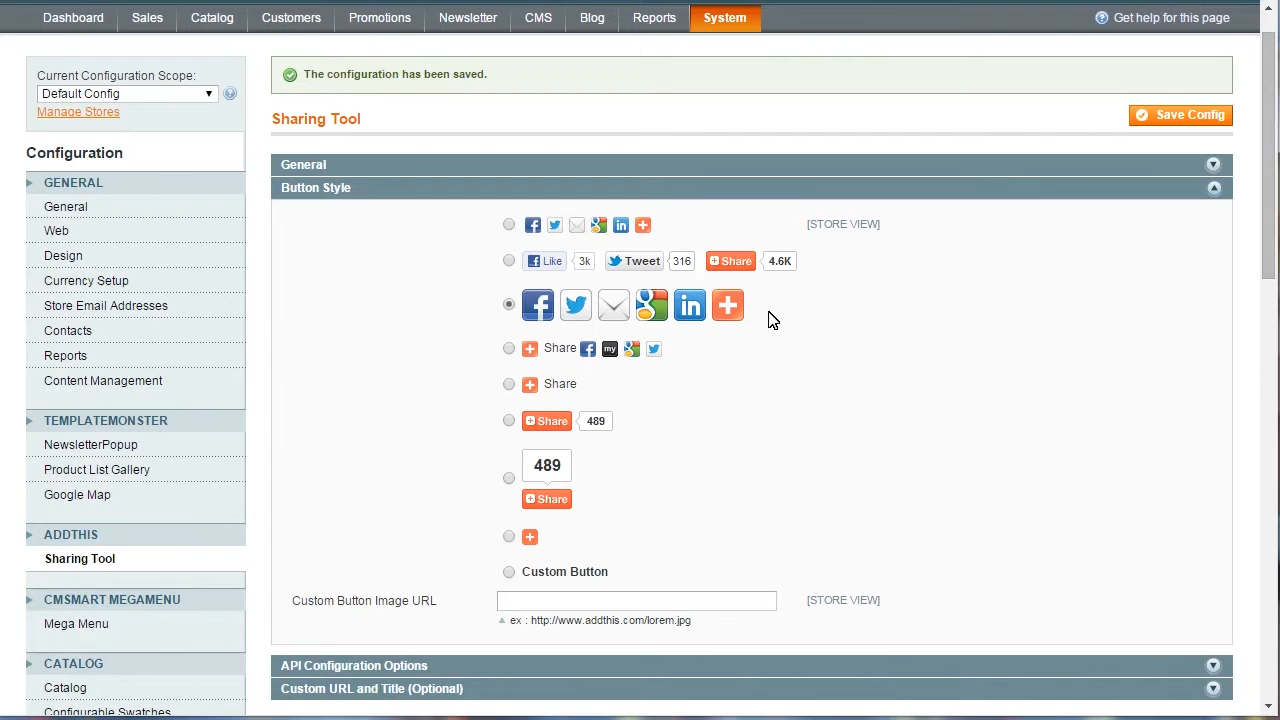 Dashboard Sales Catalog Customers Promotions Newsletter CMS Blog Reports System Get help for this page
Current Configuration Scope:
Default Config
Manage Stores
Configuration
GENERAL
General
Web
Design
Currency Setup
Store Email Addresses
Contacts
Reports
Content Management
TEMPLATEMONSTER
NewsletterPopup
Product List Gallery
Google Map
ADDTHIS
Sharing Tool
CMSMART MEGAMENU
Mega Menu
CATALOG
Catalog
Configurable Swatches
The configuration has been saved.
Sharing Tool Save Config
General
Button Style
[STORE VIEW]
Like 3k Tweet 316 Share 4.6K
Share my
Share
Share 489
489
Share
Custom Button
Custom Button Image URL [STORE VIEW]
ex : http://www.addthis.com/lorem.jpg
API Configuration Options
Custom URL and Title (Optional)